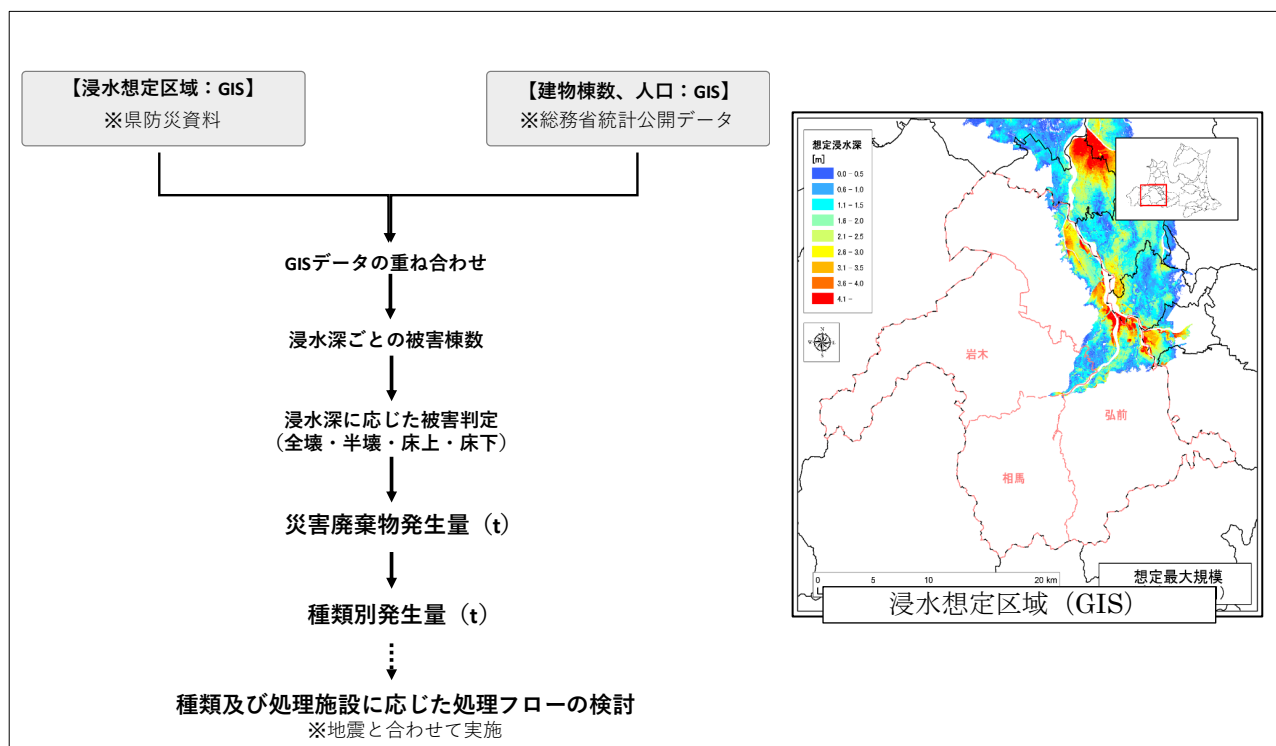 【浸水想定区域：GIS】
※県防災資料
【建物棟数、人口：GIS】
※総務省統計公開データ
GISデータの重ね合わせ
浸水深ごとの被害棟数
浸水深に応じた被害判定
（全壊・半壊・床上・床下）
災害廃棄物発生量（t）
種類別発生量（t）
種類及び処理施設に応じた処理フローの検討
※地震と合わせて実施
想定浸水深
[m]
0.0 - 0.5
0.6 - 1.0
1.1 - 1.5
1.6 - 2.0
2.1 - 2.5
2.6 - 3.0
3.1 - 3.5
3.6 - 4.0
4.1 -
N
W
E
S
岩木
弘前
相馬
0 5 10 20 km
想定最大規模
浸水想定区域（GIS）